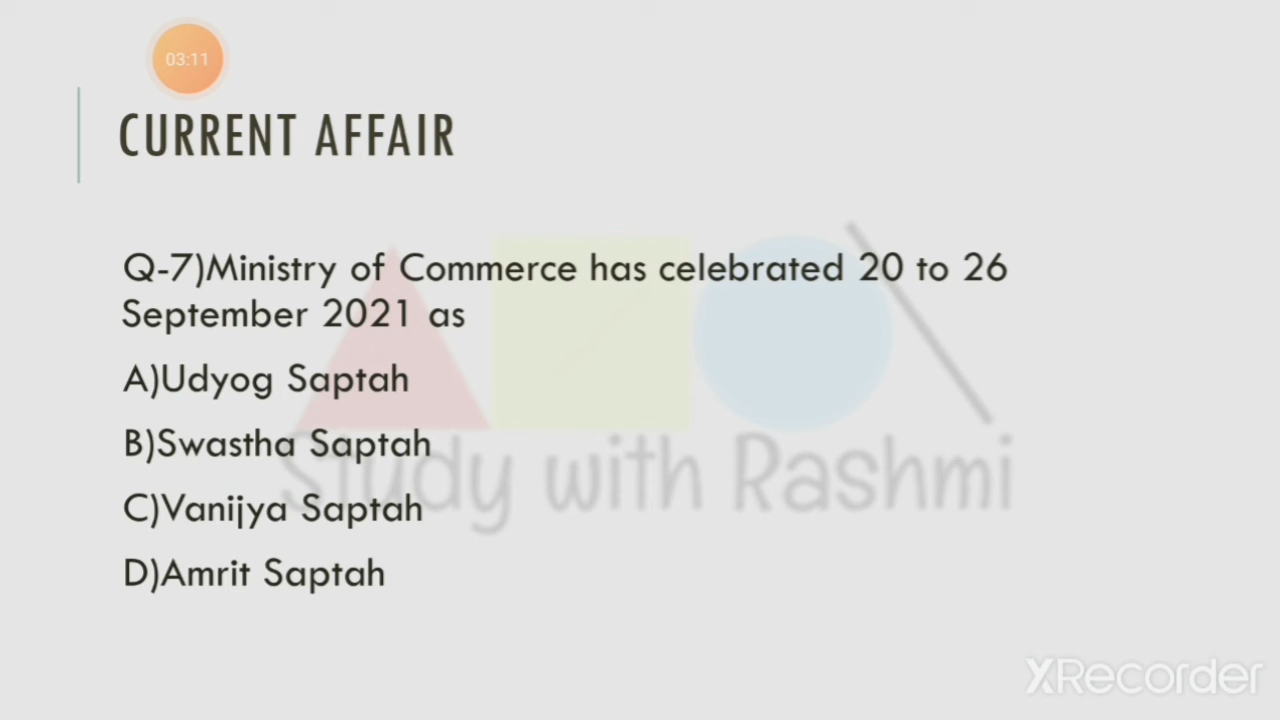 03:11
CURRENT AFFAIR
Q-7)Ministry of Commerce has celebrated 20 to 26
September 2021 as
A)Udyog Saptah
B)Swastha Saptah
Study with Rashmi
C)Vanijya Saptah
D)Amrit Saptah
XRecorder